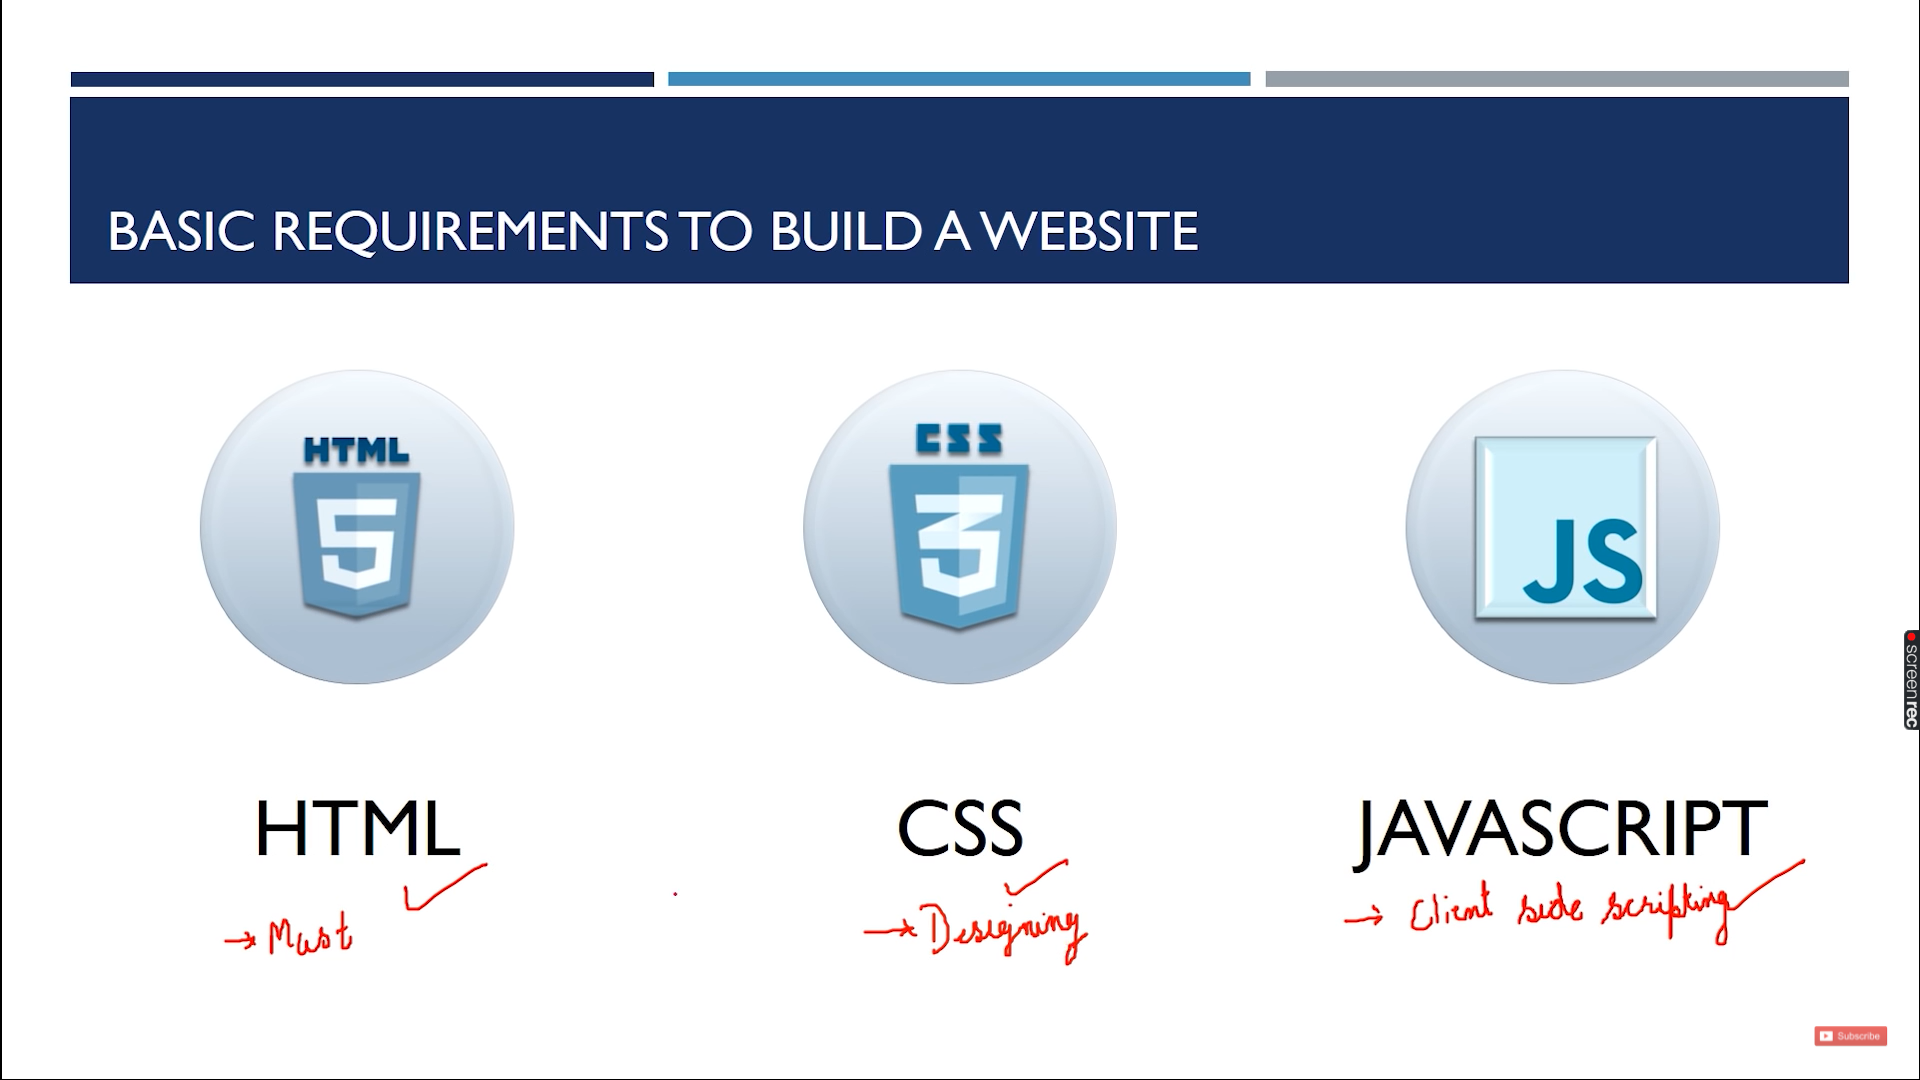 BASIC REQUIREMENTS TO BUILD A WEBSITE
HTML
5
CSS
3
JS
HTML
CSS
JAVASCRIPT
→ Must
→ Designing
→ Client side scripting
screenrec
Subscribe